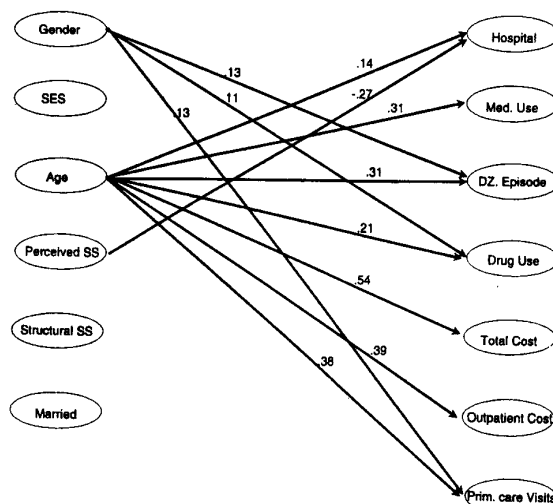 Gender
SES
Age
Perceived SS
Structural SS
Married
.13
.11
.13
.14
-.27
.31
.31
.21
.54
.39
.38
Hospital
Med. Use
DZ. Episode
Drug Use
Total Cost
Outpatient Cost
Prim. care Visits